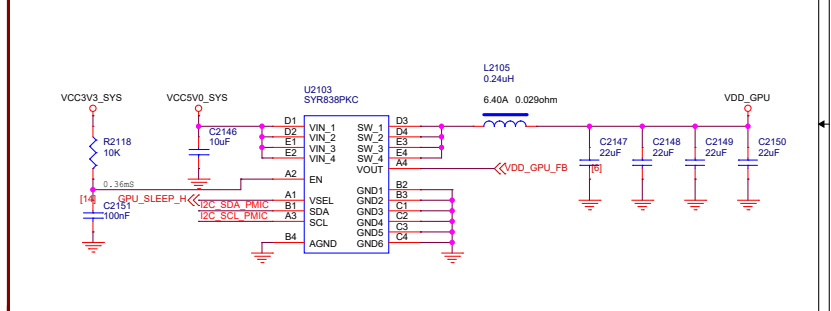 L2105
0.24uH
6.40A 0.029ohm
VCC3V3_SYS
VCC5V0_SYS
U2103
SYR838PKC
VDD_GPU
R2118
10K
C2146
10uF
D1 VIN_1 SW_1 D3
D2 VIN_2 SW_2 D4
E1 VIN_3 SW_3 E3
E2 VIN_4 SW_4 E4
VOUT A4 VDD_GPU_FB [6]
C2147
22uF
C2148
22uF
C2149
22uF
C2150
22uF
0.36mS
A2 EN
GND1 B2
[14] GPU_SLEEP_H A1 VSEL GND2 B3
I2C_SDA_PMIC B1 SDA GND3 C1
I2C_SCL_PMIC A3 SCL GND4 C2
GND5 C3
B4 AGND GND6 C4
C2151
100nF